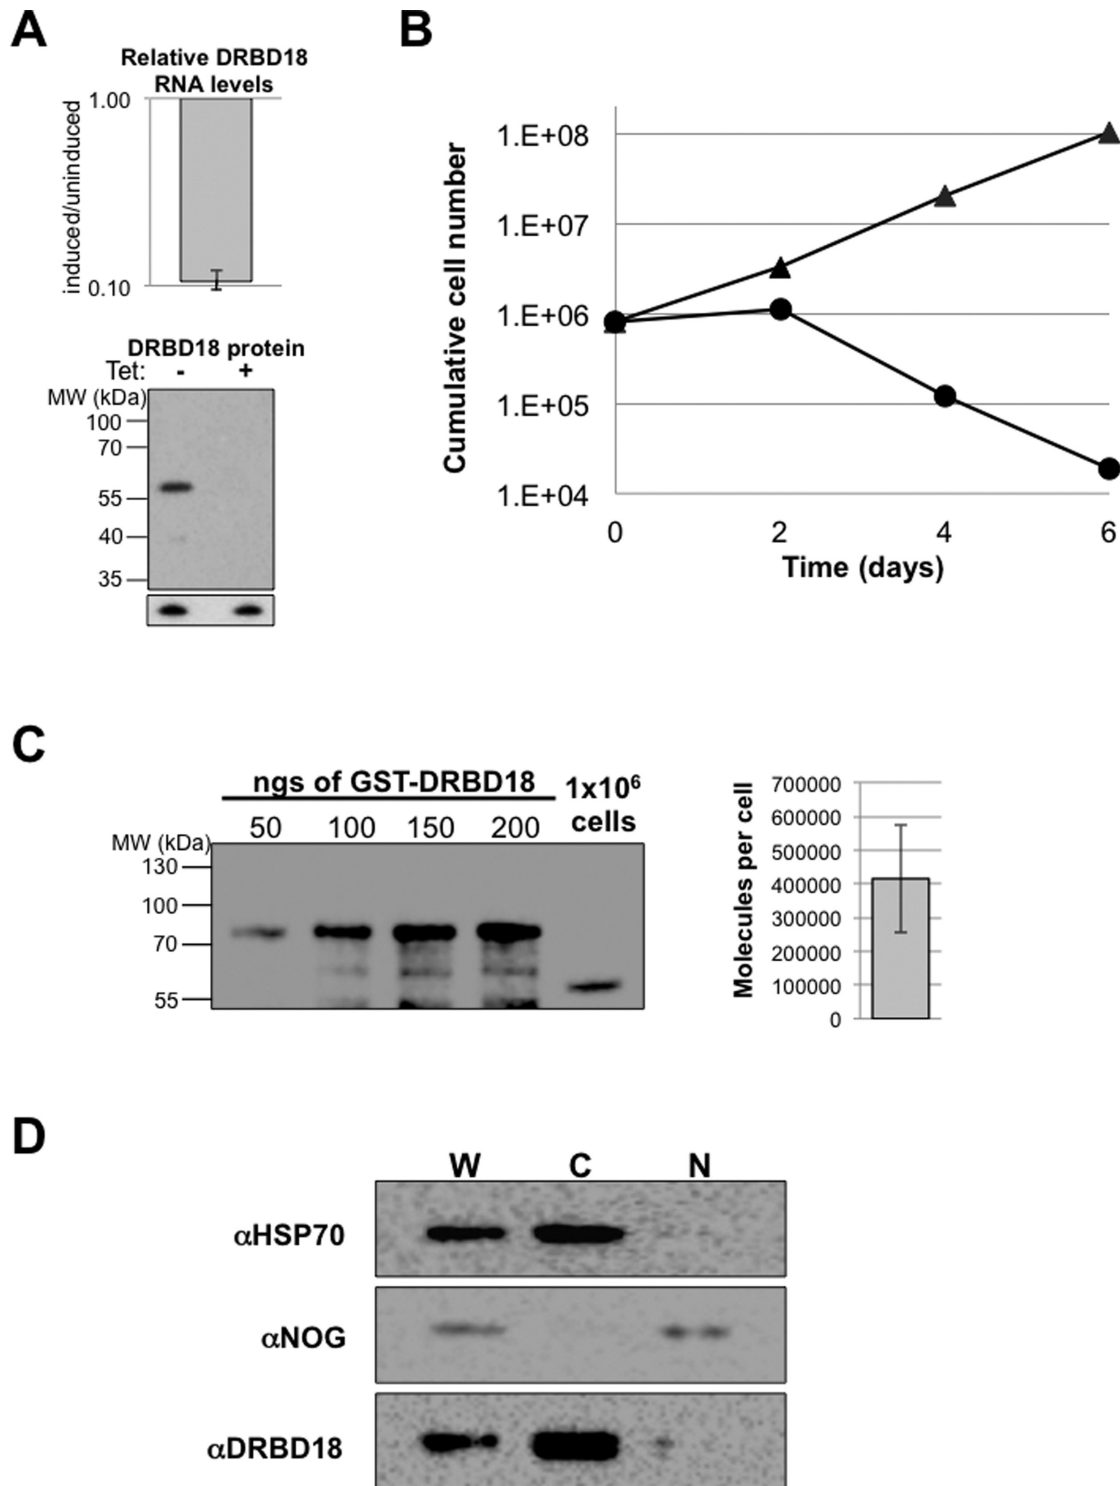 A
Relative DRBD18
RNA levels
induced/uninduced
1.00
0.10
DRBD18 protein
Tet: - +
MW (kDa)
100
70
55
40
35
B
Cumulative cell number
1.E+08
1.E+07
1.E+06
1.E+05
1.E+04
0 2 4 6
Time (days)
C
ngs of GST-DRBD18
1x10⁶
cells
50 100 150 200
MW (kDa)
130
100
70
55
Molecules per cell
700000
600000
500000
400000
300000
200000
100000
0
D
W C N
αHSP70
αNOG
αDRBD18